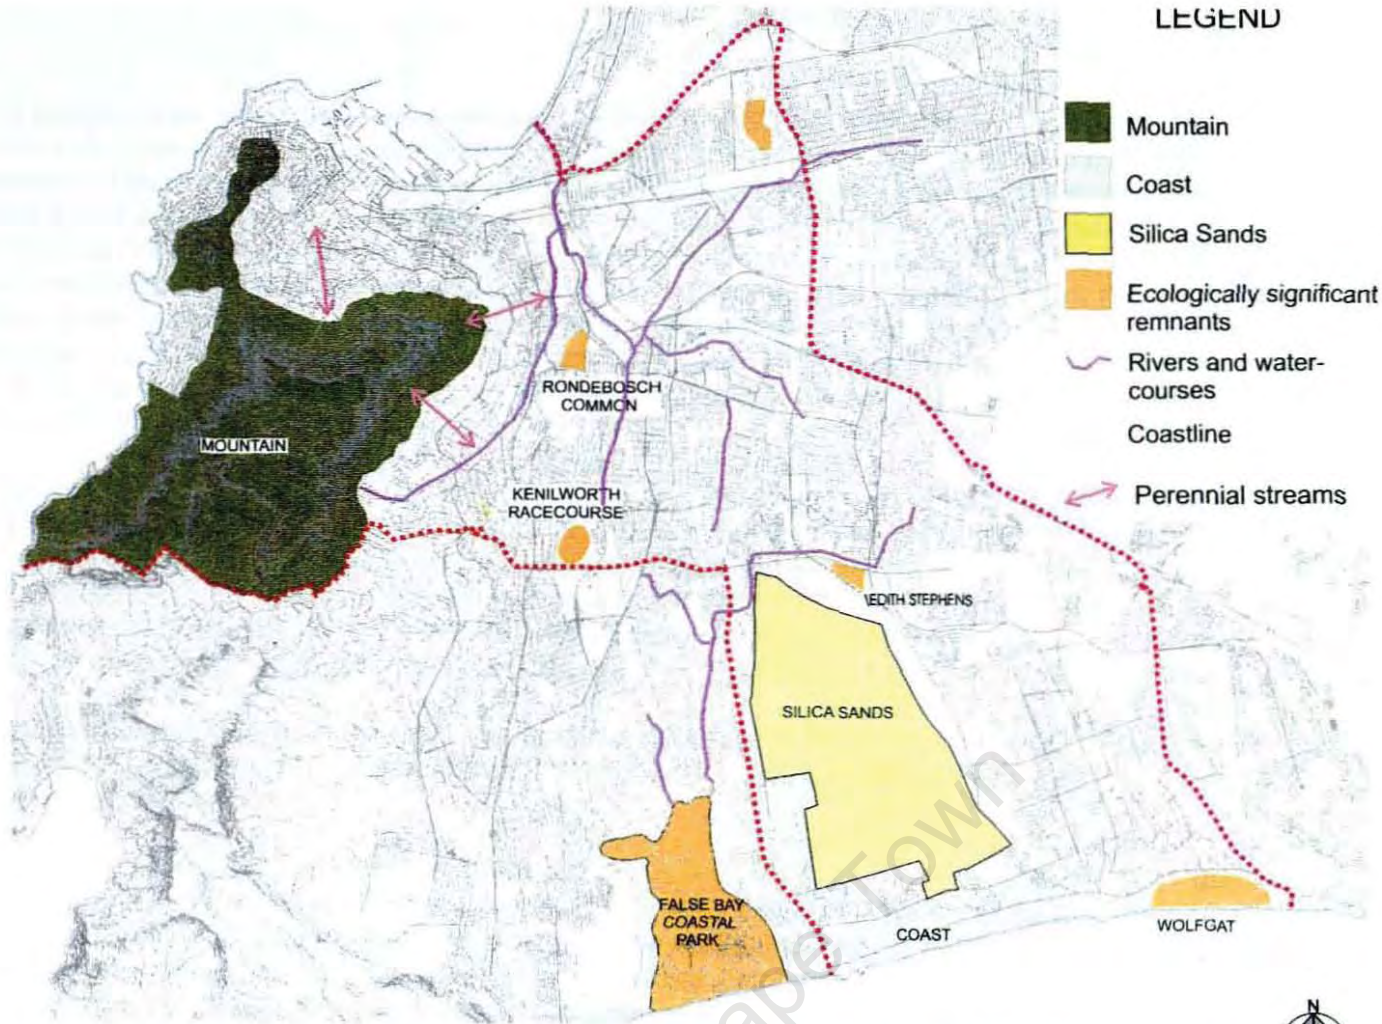 LEGEND
Mountain
Coast
Silica Sands
Ecologically significant
remnants
Rivers and water-
courses
Coastline
Perennial streams
RONDEBOSCH
COMMON
MOUNTAIN
KENILWORTH
RACECOURSE
EDITH STEPHENS
SILICA SANDS
FALSE BAY
COASTAL
PARK
COAST
WOLFGAT
Town
N